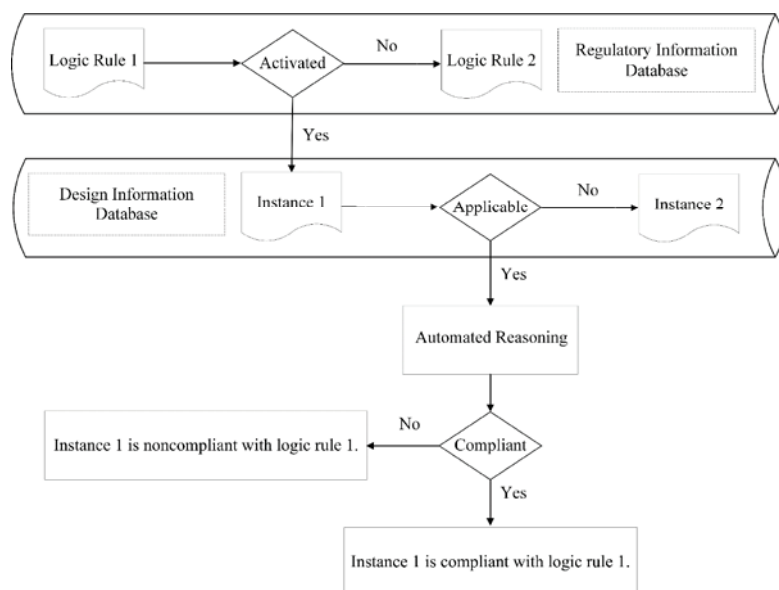 No
Logic Rule 1
Activated
Logic Rule 2
Regulatory Information
Database
Yes
Design Information
Database
Instance 1
Applicable
No
Instance 2
Yes
Automated Reasoning
No
Instance 1 is noncompliant with logic rule 1.
Compliant
Yes
Instance 1 is compliant with logic rule 1.